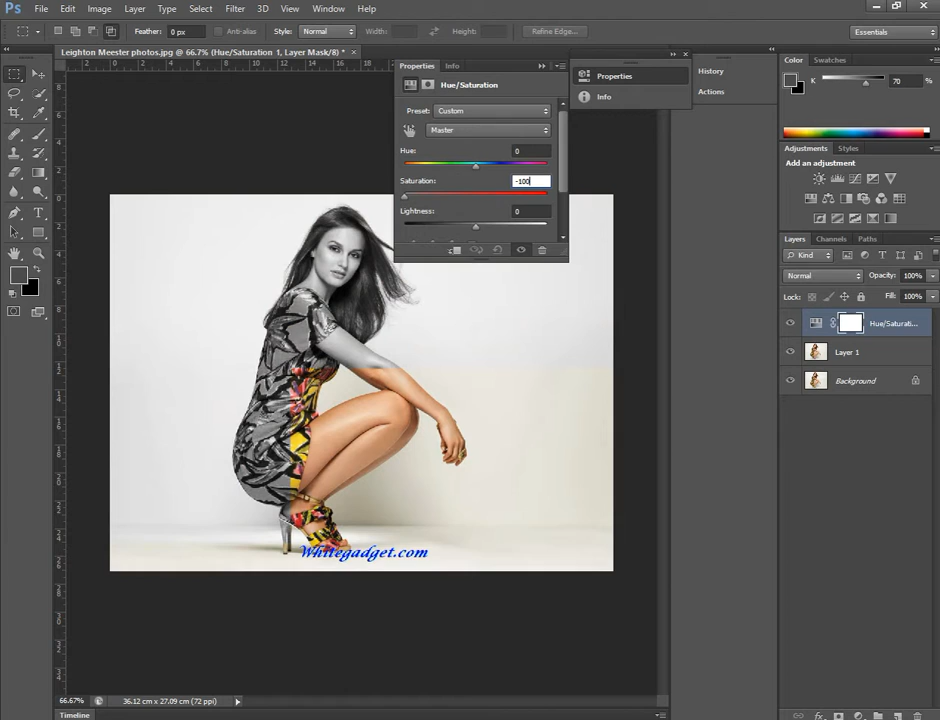 Ps File Edit Image Layer Type Select Filter 3D View Window Help
Feather: 0 px Anti-alias Style: Normal Width: Height: Refine Edge... Essentials
Leighton Meester photos.jpg @ 66.7% (Hue/Saturation 1, Layer Mask/8) * ×
Properties Info
Hue/Saturation
Preset: Custom
Master
Hue: 0
Saturation: -100
Lightness: 0
Properties
Info
History
Actions
Color Swatches
K 70 %
Adjustments Styles
Add an adjustment
Layers Channels Paths
Kind
Normal Opacity: 100%
Lock: Fill: 100%
Hue/Saturati...
Layer 1
Background
Whitegadget.com
66.67% 36.12 cm x 27.09 cm (72 ppi)
Timeline